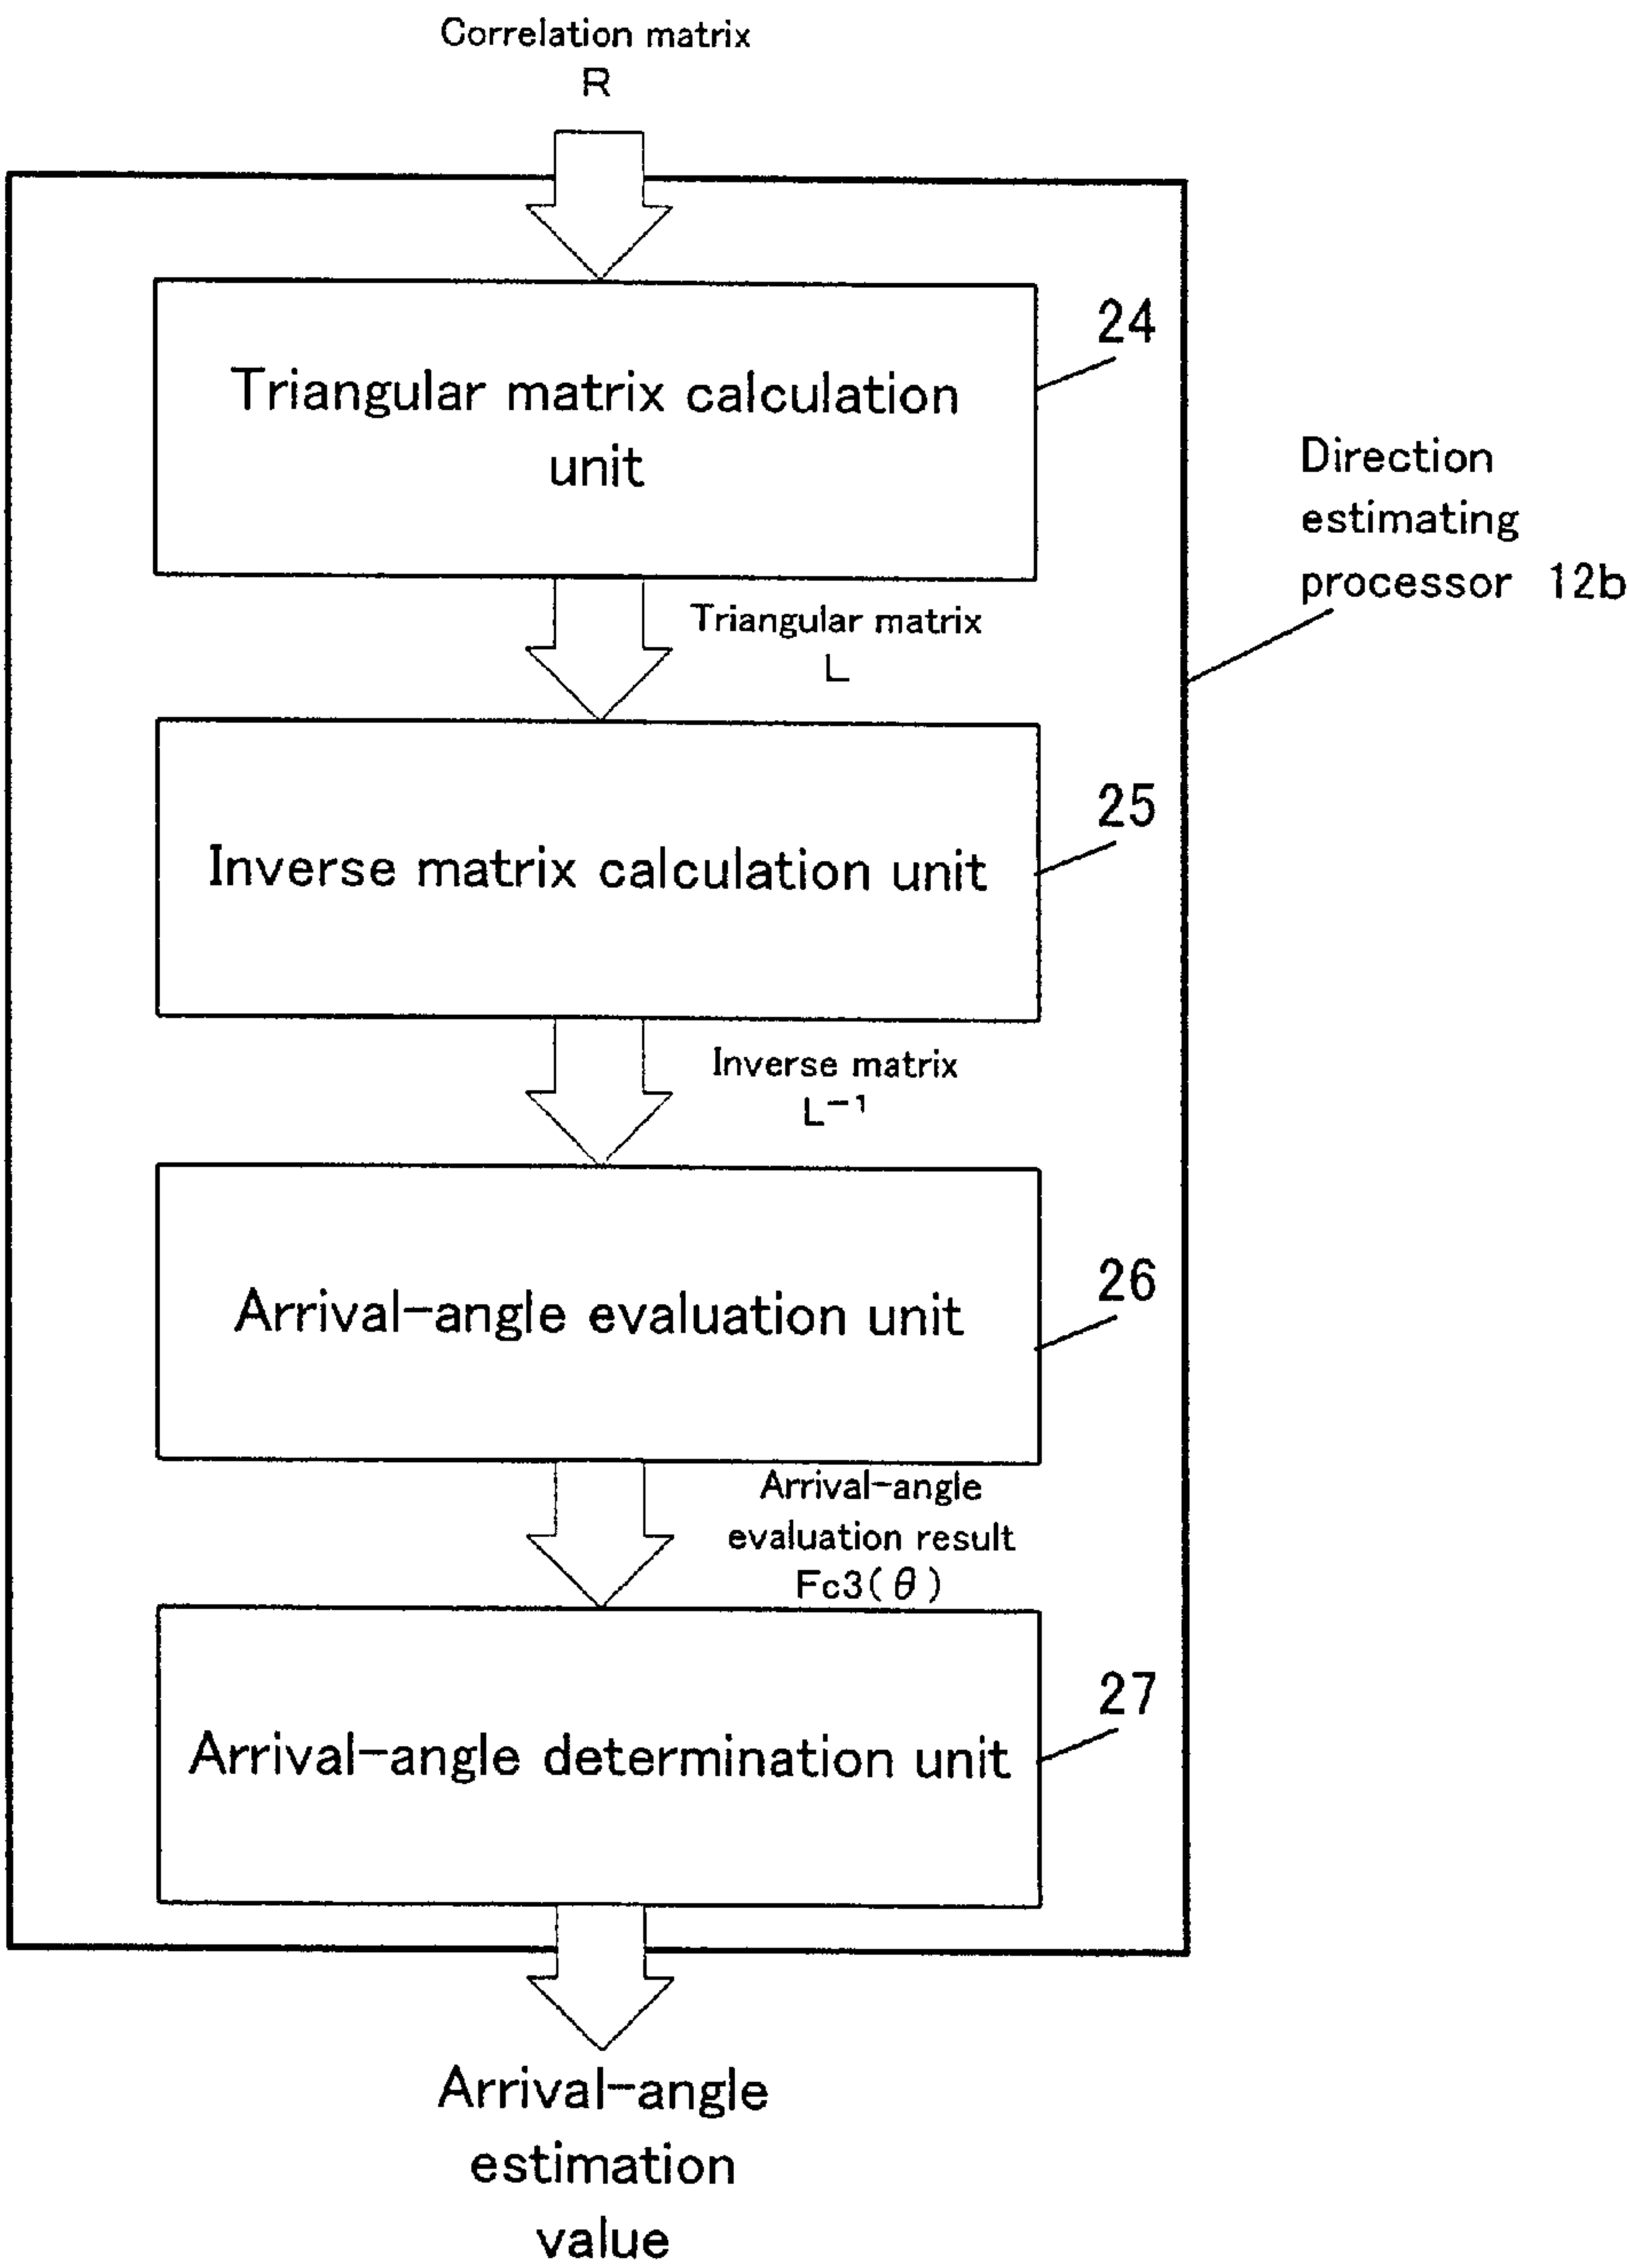 Correlation matrix
R
24
Triangular matrix calculation
unit
Direction
estimating
processor 12b
Triangular matrix
L
25
Inverse matrix calculation unit
Inverse matrix
L⁻¹
26
Arrival-angle evaluation unit
Arrival-angle
evaluation result
Fc3(θ)
27
Arrival-angle determination unit
Arrival-angle
estimation
value